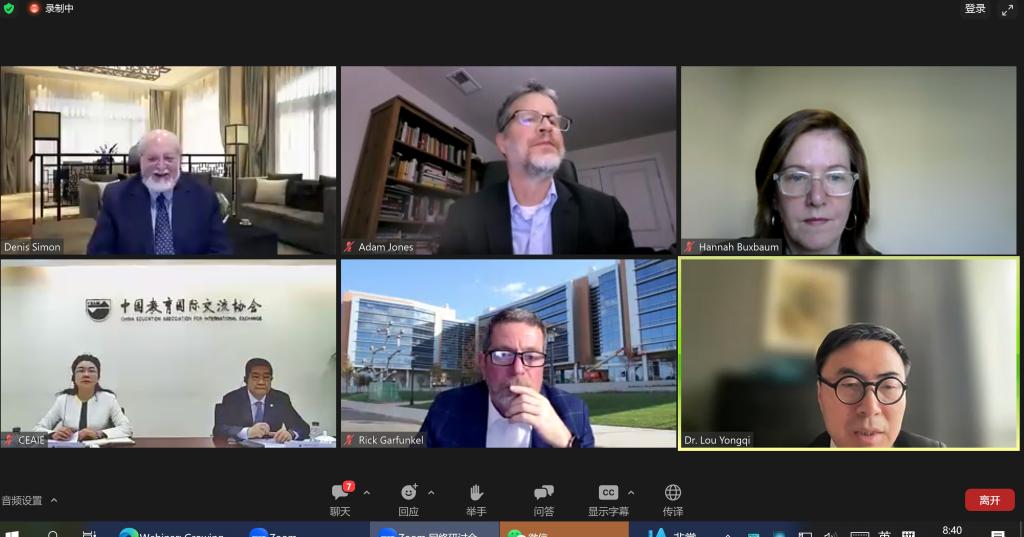 录制中
登录
Denis Simon
Adam Jones
Hannah Buxbaum
中国教育国际交流协会
CHINA EDUCATION ASSOCIATION FOR INTERNATIONAL EXCHANGE
CEAIE
Rick Garfunkel
Dr. Lou Yongqi
音频设置
7
聊天
回应
举手
问答
CC
显示字幕
传译
离开
Webinar: Growing
Zoom
Zoom 网络研讨会
微信
英
8:40